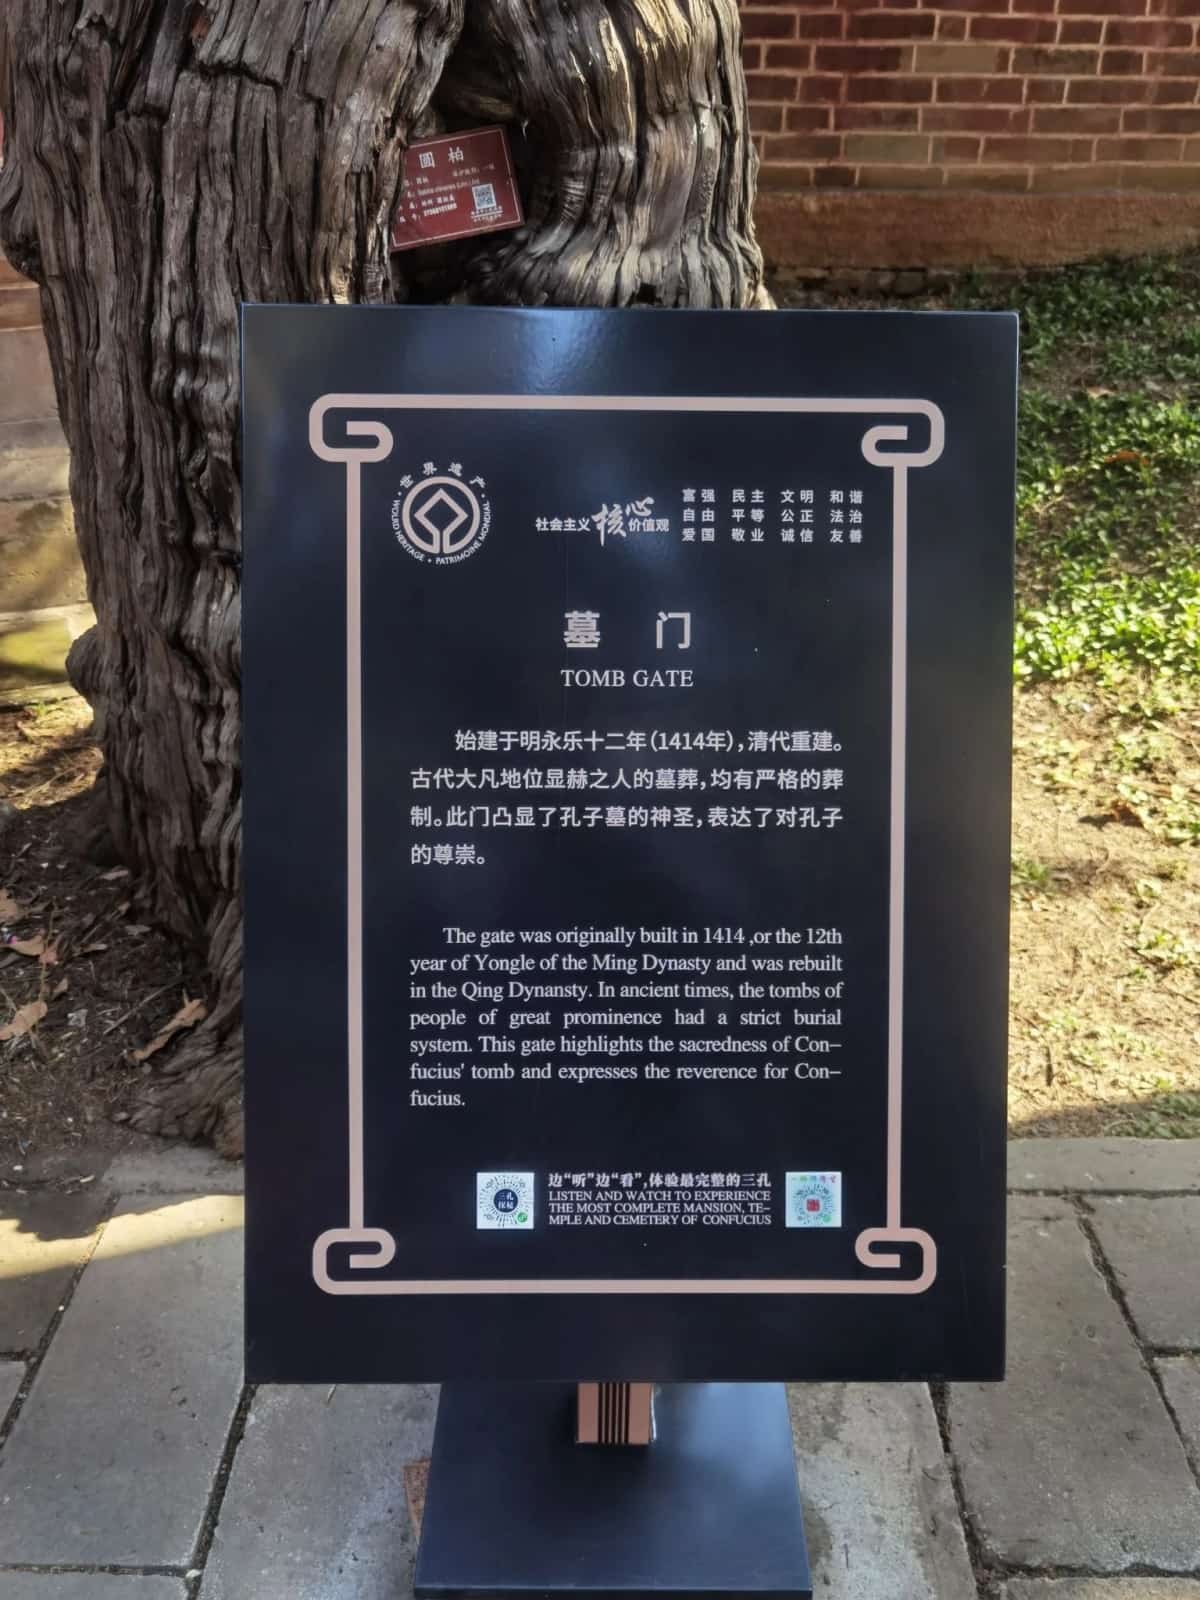 圆柏
世界遗产
WOULD HERITAGE • PATRIMOINE MONDIAL
社会主义核心价值观
富强 民主 文明 和谐
自由 平等 公正 法治
爱国 敬业 诚信 友善
墓 门
TOMB GATE
始建于明永乐十二年(1414年),清代重建。
古代大凡地位显赫之人的墓葬,均有严格的葬
制。此门凸显了孔子墓的神圣,表达了对孔子
的尊崇。
The gate was originally built in 1414 ,or the 12th
year of Yongle of the Ming Dynasty and was rebuilt
in the Qing Dynansty. In ancient times, the tombs of
people of great prominence had a strict burial
system. This gate highlights the sacredness of Con-
fucius' tomb and expresses the reverence for Con-
fucius.
边“听”边“看”,体验最完整的三孔
LISTEN AND WATCH TO EXPERIENCE
THE MOST COMPLETE MANSION, TE-
MPLE AND CEMETERY OF CONFUCIUS